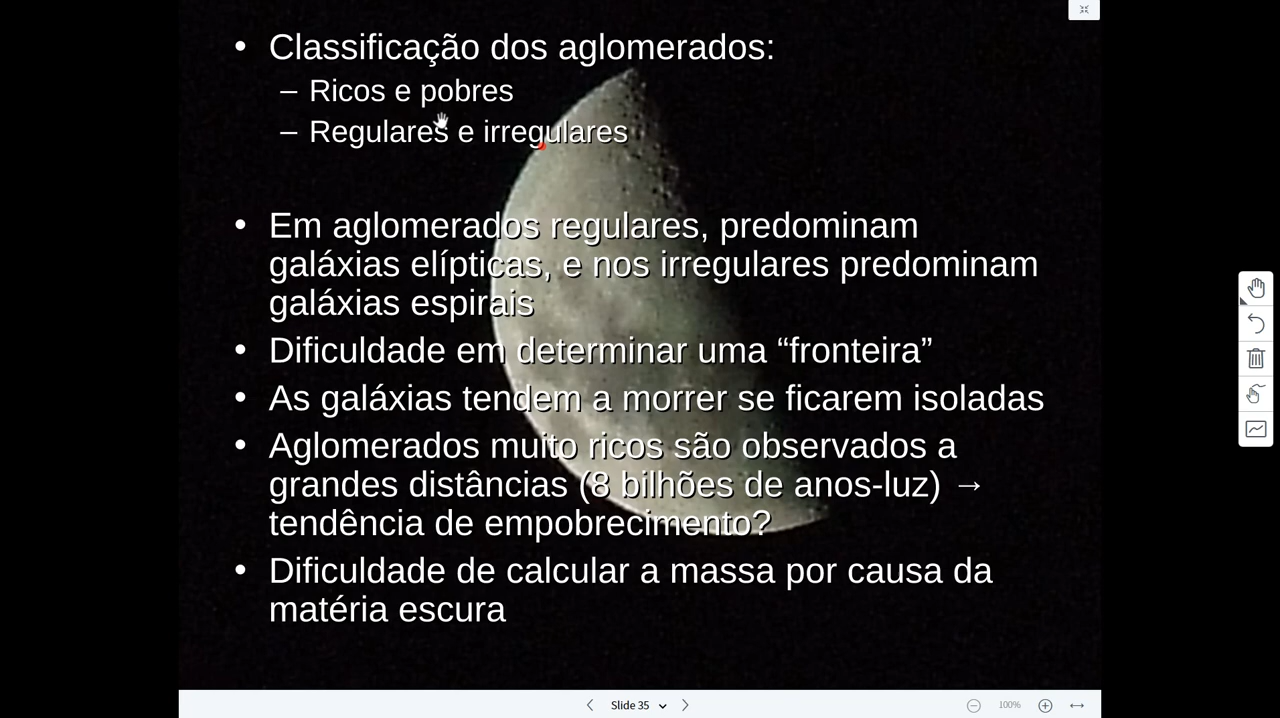 • Classificação dos aglomerados:
– Ricos e pobres
– Regulares e irregulares
• Em aglomerados regulares, predominam
galáxias elípticas, e nos irregulares predominam
galáxias espirais
• Dificuldade em determinar uma “fronteira”
• As galáxias tendem a morrer se ficarem isoladas
• Aglomerados muito ricos são observados a
grandes distâncias (8 bilhões de anos-luz) →
tendência de empobrecimento?
• Dificuldade de calcular a massa por causa da
matéria escura
Slide 35
100%